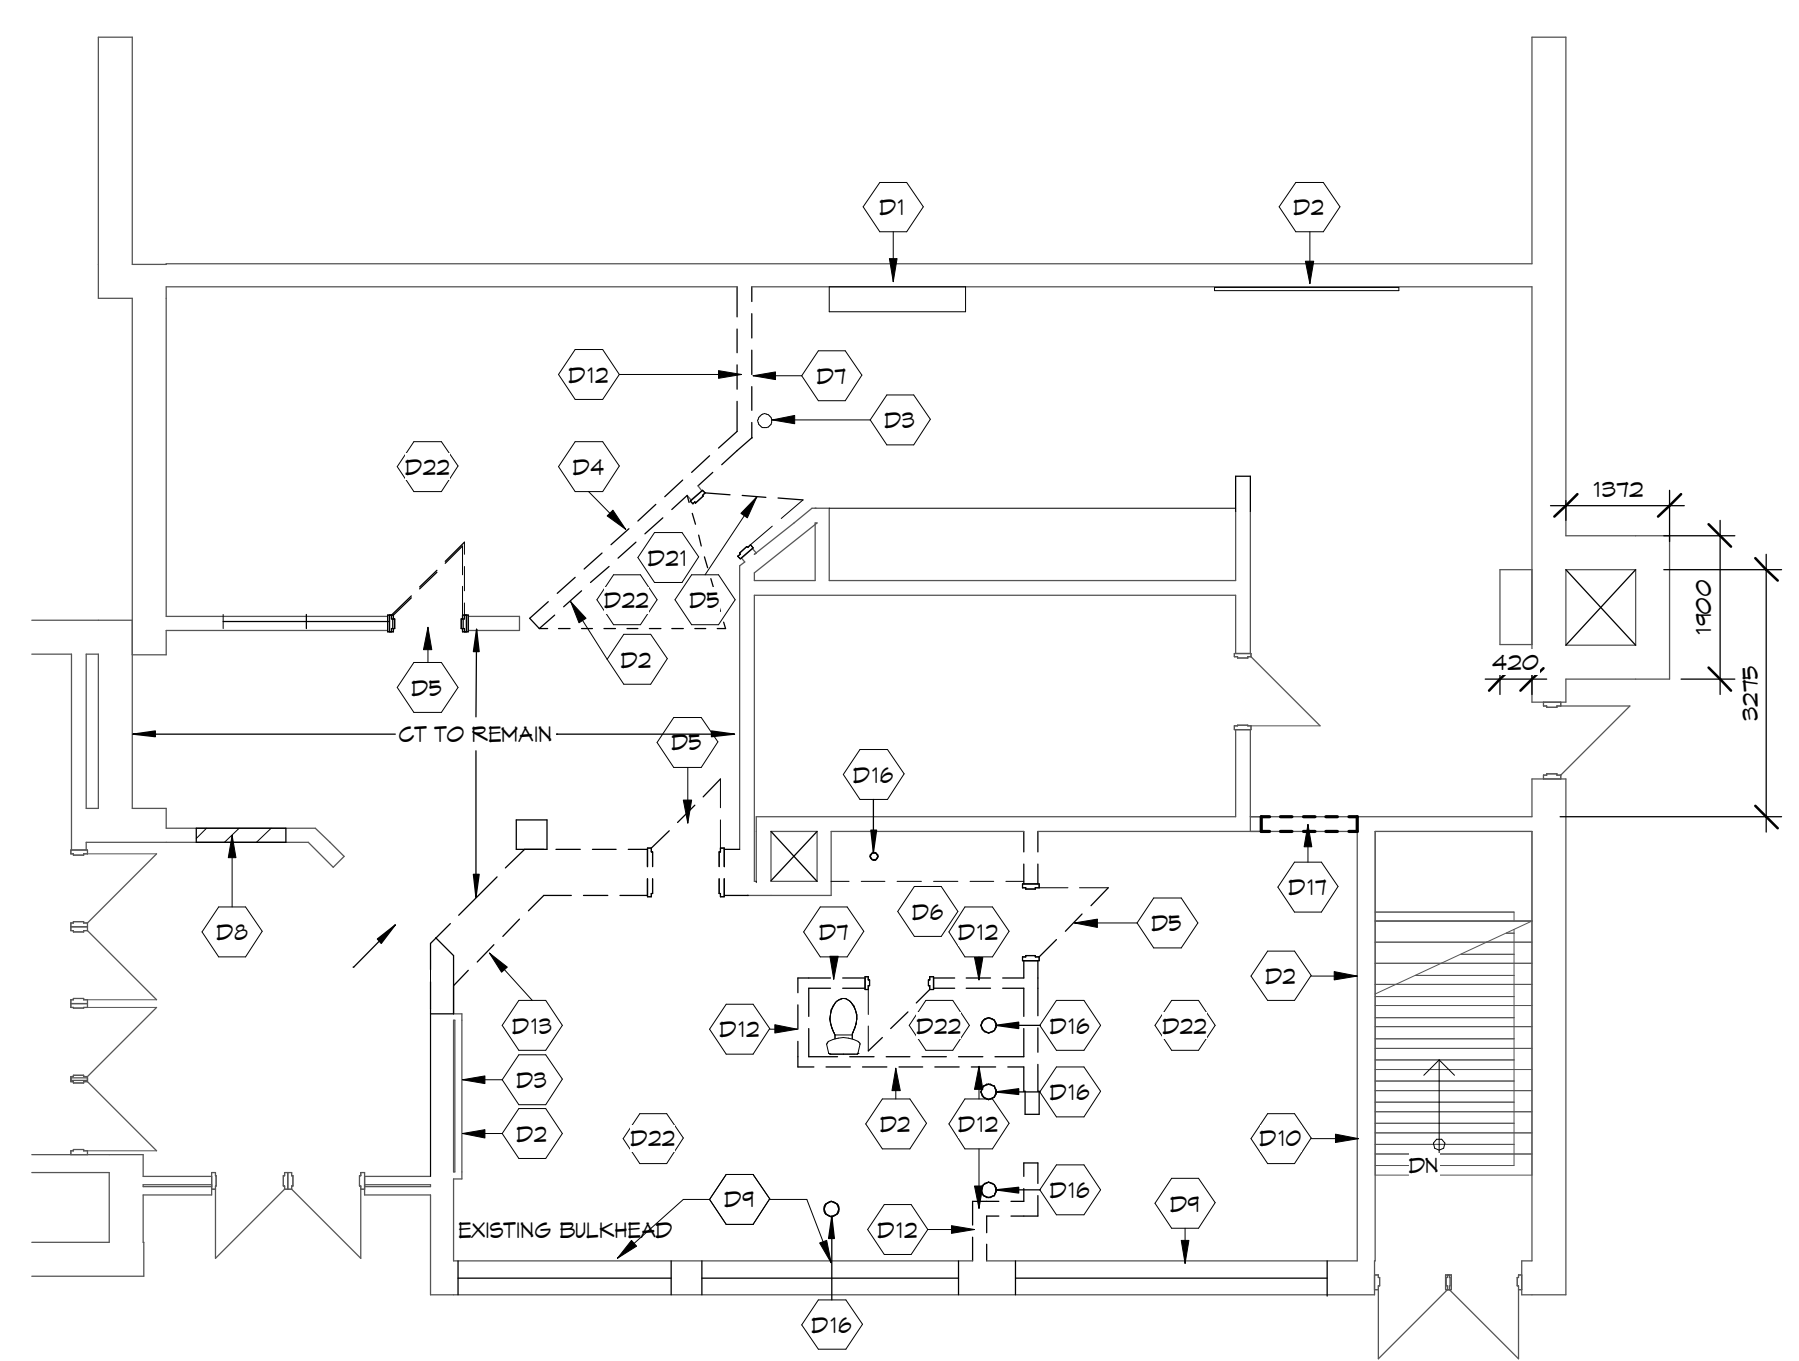 D1
D2
D12
D7
D3
D22
D4
1372
D21
D22
D5
1900
D2
420
D5
3275
CT TO REMAIN
D5
D16
D17
D8
D6
D7
D12
D5
D2
D13
D12
D22
D16
D22
D3
D16
D2
D22
D2
D12
D10
DN
D16
D9
D9
EXISTING BULKHEAD
D12
D16